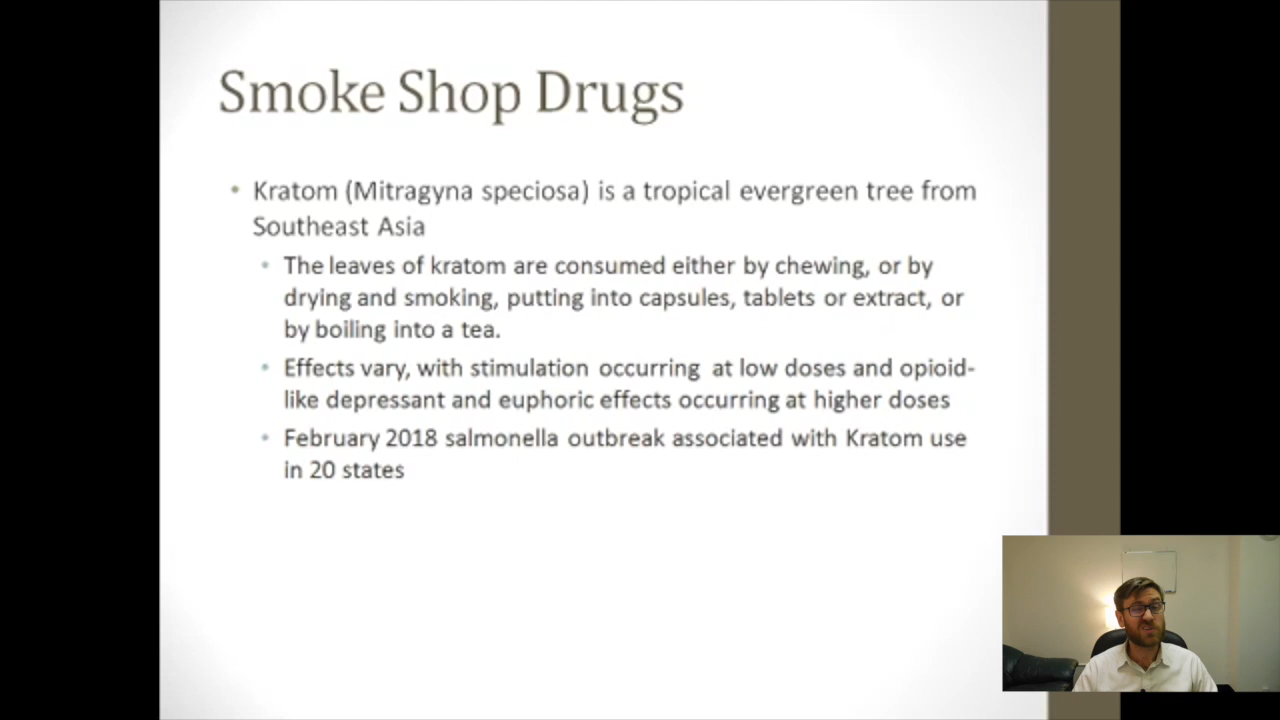 Smoke Shop Drugs
• Kratom (Mitragyna speciosa) is a tropical evergreen tree from
Southeast Asia
• The leaves of kratom are consumed either by chewing, or by
drying and smoking, putting into capsules, tablets or extract, or
by boiling into a tea.
• Effects vary, with stimulation occurring at low doses and opioid-
like depressant and euphoric effects occurring at higher doses
• February 2018 salmonella outbreak associated with Kratom use
in 20 states